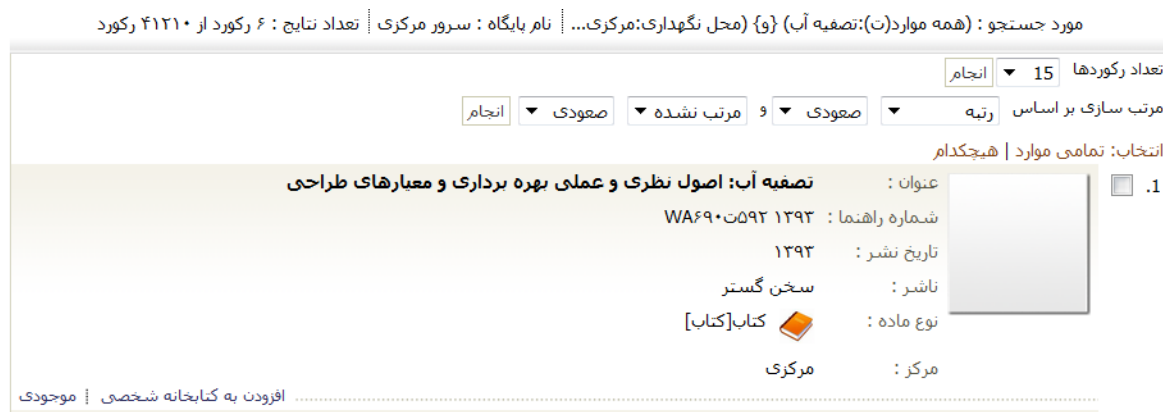 مورد جستجو : (همه موارد(ت):تصفیه آب) {و} (محل نگهداری:مرکزی... ¦ نام پایگاه : سرور مرکزی ¦ تعداد نتایج : ۶ رکورد از ۴۱۲۱۰ رکورد
تعداد رکوردها 15 انجام
مرتب سازی بر اساس رتبه صعودی و مرتب نشده صعودی انجام
انتخاب: تمامی موارد | هیچکدام
1. عنوان : تصفیه آب: اصول نظری و عملی بهره برداری و معیارهای طراحی
شماره راهنما : WA۶۹۰ت۵۹۲ ۱۳۹۳
تاریخ نشر : ۱۳۹۳
ناشر : سخن گستر
نوع ماده : کتاب[کتاب]
مرکز : مرکزی
افزودن به کتابخانه شخصی ¦ موجودی